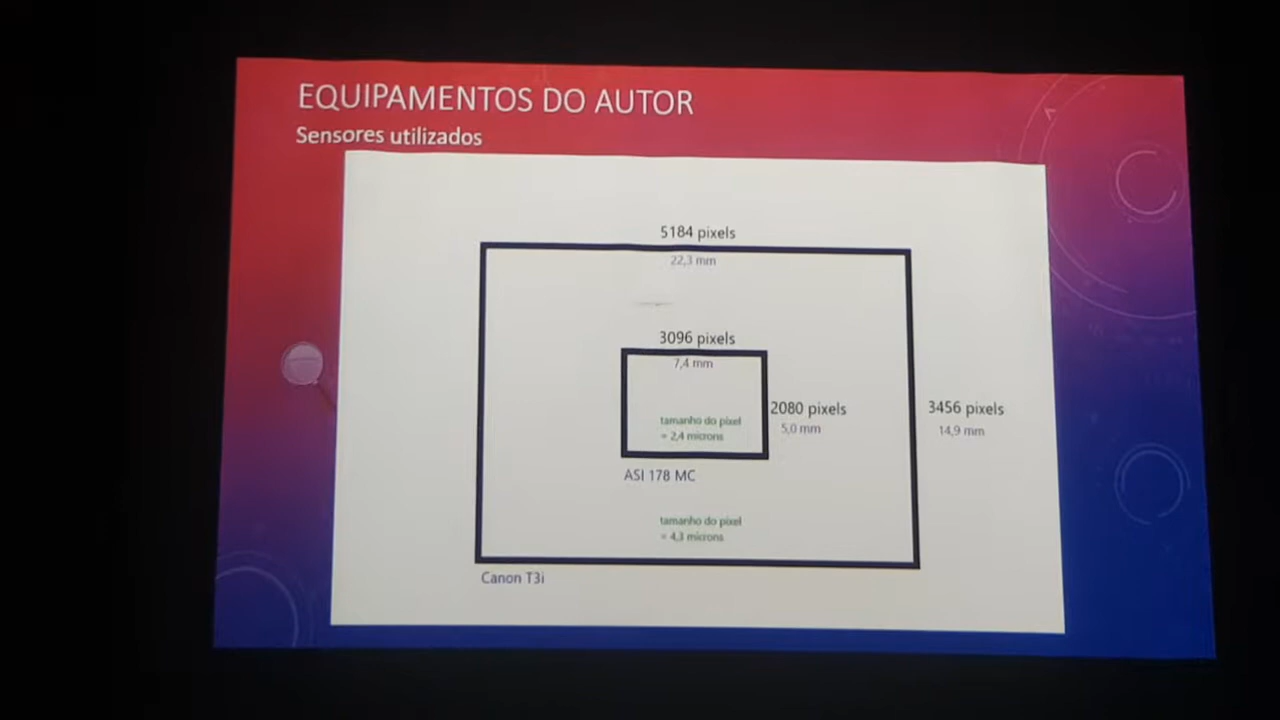 EQUIPAMENTOS DO AUTOR
Sensores utilizados
5184 pixels
22,3 mm
3096 pixels
7,4 mm
2080 pixels
5,0 mm
3456 pixels
14,9 mm
tamanho do pixel
= 2,4 microns
ASI 178 MC
tamanho do pixel
= 4,3 microns
Canon T3i